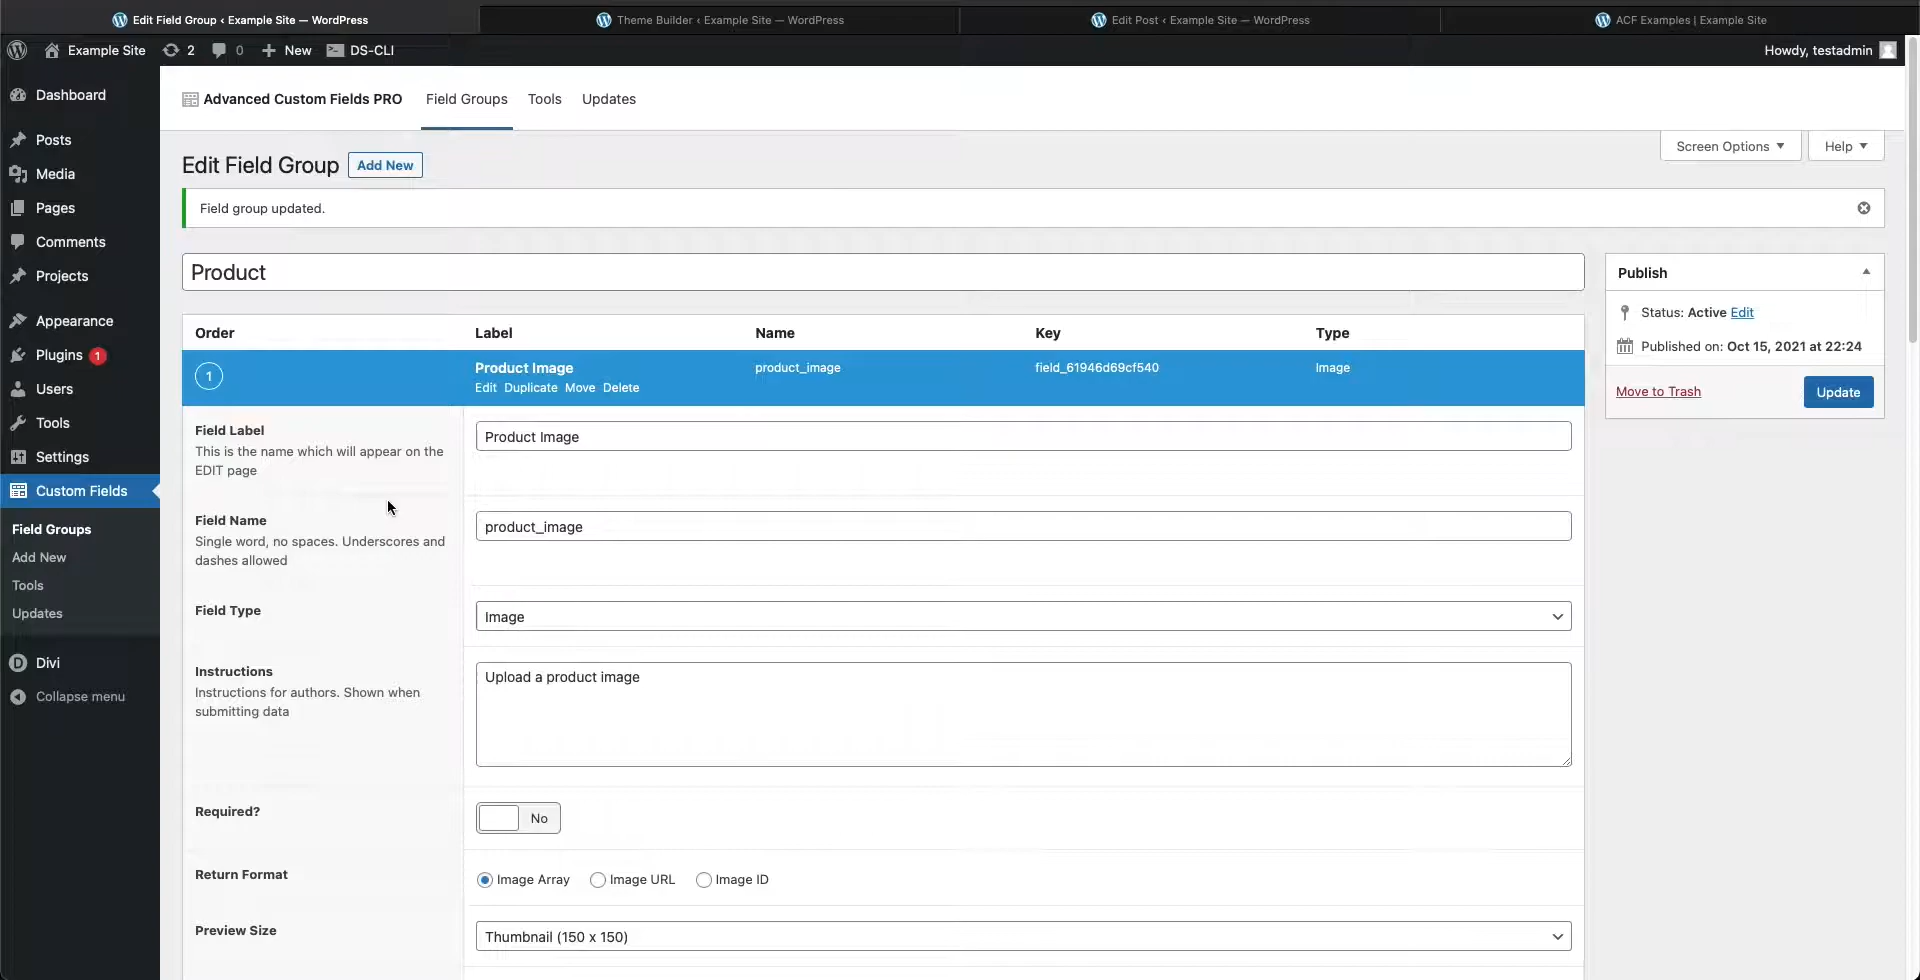 Edit Field Group ‹ Example Site — WordPress
Theme Builder ‹ Example Site — WordPress
Edit Post ‹ Example Site — WordPress
ACF Examples | Example Site
Example Site
2
0
New
DS-CLI
Howdy, testadmin
Dashboard
Posts
Media
Pages
Comments
Projects
Appearance
Plugins 1
Users
Tools
Settings
Custom Fields
Field Groups
Add New
Tools
Updates
Divi
Collapse menu
Advanced Custom Fields PRO
Field Groups
Tools
Updates
Screen Options
Help
Edit Field Group
Add New
Field group updated.
Product
Order
Label
Name
Key
Type
1
Product Image
product_image
field_61946d69cf540
Image
Edit Duplicate Move Delete
Field Label
This is the name which will appear on the
EDIT page
Product Image
Field Name
Single word, no spaces. Underscores and
dashes allowed
product_image
Field Type
Image
Instructions
Instructions for authors. Shown when
submitting data
Upload a product image
Required?
No
Return Format
Image Array
Image URL
Image ID
Preview Size
Thumbnail (150 x 150)
Publish
Status: Active Edit
Published on: Oct 15, 2021 at 22:24
Move to Trash
Update